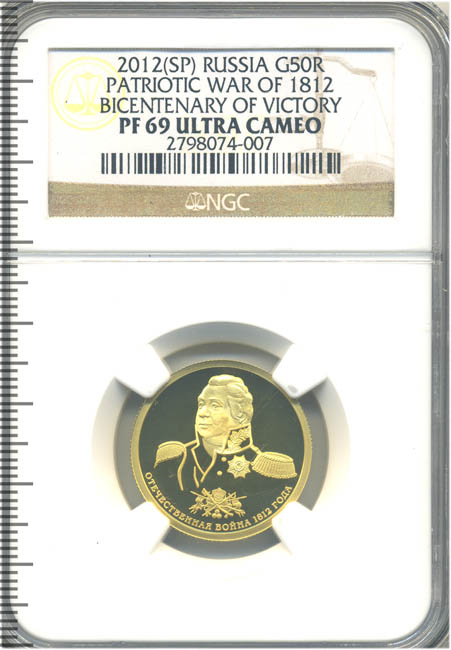 2012(SP) RUSSIA G50R
PATRIOTIC WAR OF 1812
BICENTENARY OF VICTORY
PF 69 ULTRA CAMEO
2798074-007
NGC
ОТЕЧЕСТВЕННАЯ ВОЙНА 1812 ГОДА